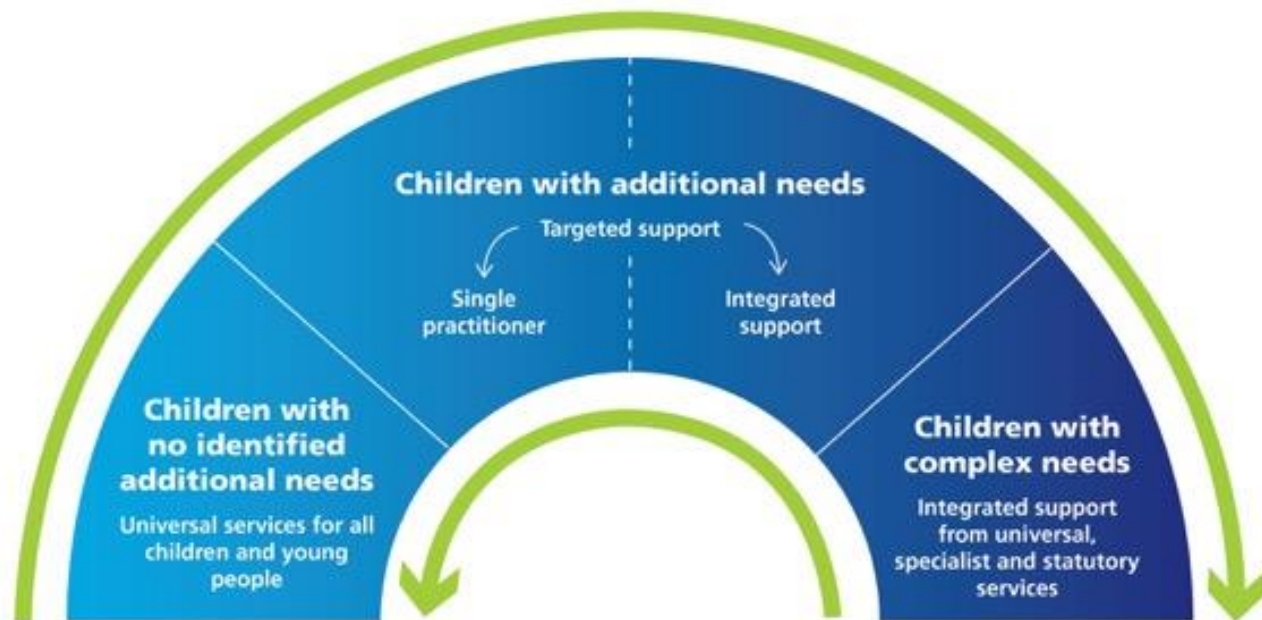 Children with additional needs
Targeted support
Single
practitioner
Integrated
support
Children with
no identified
additional needs
Universal services for all
children and young
people
Children with
complex needs
Integrated support
from universal,
specialist and statutory
services